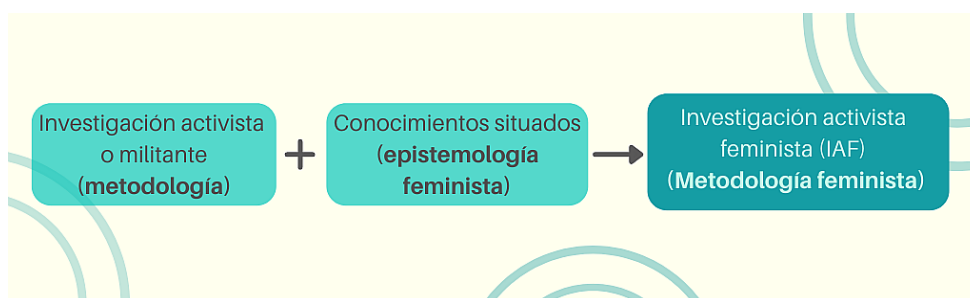 Investigación activista
o militante
(metodología)
+
Conocimientos situados
(epistemología
feminista)
Investigación activista
feminista (IAF)
(Metodología feminista)